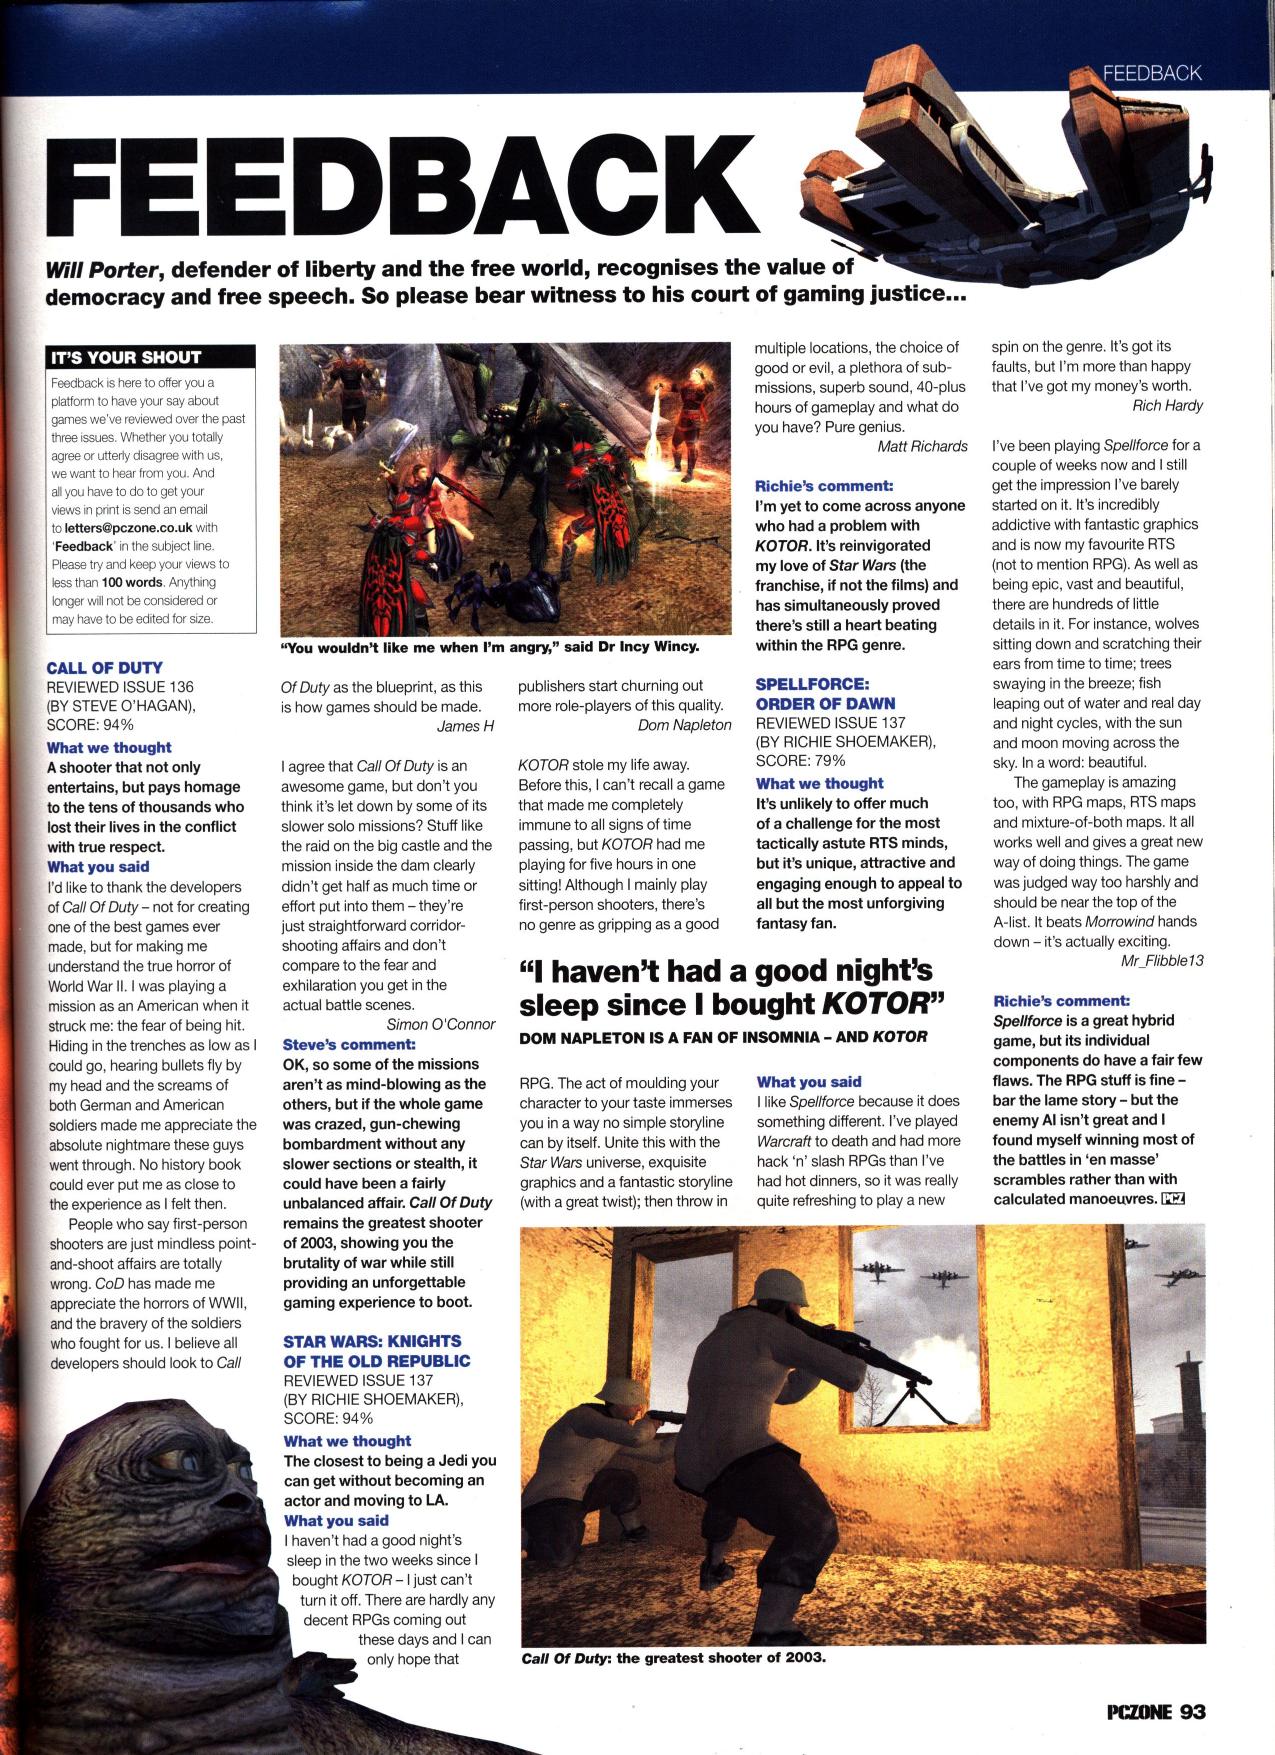 FEEDBACK
FEEDBACK
Will Porter, defender of liberty and the free world, recognises the value of
democracy and free speech. So please bear witness to his court of gaming justice...
IT'S YOUR SHOUT
Feedback is here to offer you a
platform to have your say about
games we've reviewed over the past
three issues. Whether you totally
agree or utterly disagree with us,
we want to hear from you. And
all you have to do to get your
views in print is send an email
to letters@pczone.co.uk with
'Feedback' in the subject line.
Please try and keep your views to
less than 100 words. Anything
longer will not be considered or
may have to be edited for size.
"You wouldn't like me when I'm angry," said Dr Incy Wincy.
CALL OF DUTY
REVIEWED ISSUE 136
(BY STEVE O'HAGAN),
SCORE: 94%
What we thought
A shooter that not only
entertains, but pays homage
to the tens of thousands who
lost their lives in the conflict
with true respect.
What you said
I'd like to thank the developers
of Call Of Duty – not for creating
one of the best games ever
made, but for making me
understand the true horror of
World War II. I was playing a
mission as an American when it
struck me: the fear of being hit.
Hiding in the trenches as low as I
could go, hearing bullets fly by
my head and the screams of
both German and American
soldiers made me appreciate the
absolute nightmare these guys
went through. No history book
could ever put me as close to
the experience as I felt then.
People who say first-person
shooters are just mindless point-
and-shoot affairs are totally
wrong. CoD has made me
appreciate the horrors of WWII,
and the bravery of the soldiers
who fought for us. I believe all
developers should look to Call
Of Duty as the blueprint, as this
is how games should be made.
James H
I agree that Call Of Duty is an
awesome game, but don't you
think it's let down by some of its
slower solo missions? Stuff like
the raid on the big castle and the
mission inside the dam clearly
didn't get half as much time or
effort put into them – they're
just straightforward corridor-
shooting affairs and don't
compare to the fear and
exhilaration you get in the
actual battle scenes.
Simon O'Connor
Steve's comment:
OK, so some of the missions
aren't as mind-blowing as the
others, but if the whole game
was crazed, gun-chewing
bombardment without any
slower sections or stealth, it
could have been a fairly
unbalanced affair. Call Of Duty
remains the greatest shooter
of 2003, showing you the
brutality of war while still
providing an unforgettable
gaming experience to boot.
STAR WARS: KNIGHTS
OF THE OLD REPUBLIC
REVIEWED ISSUE 137
(BY RICHIE SHOEMAKER),
SCORE: 94%
What we thought
The closest to being a Jedi you
can get without becoming an
actor and moving to LA.
What you said
I haven't had a good night's
sleep in the two weeks since I
bought KOTOR – I just can't
turn it off. There are hardly any
decent RPGs coming out
these days and I can
only hope that
publishers start churning out
more role-players of this quality.
Dom Napleton
KOTOR stole my life away.
Before this, I can't recall a game
that made me completely
immune to all signs of time
passing, but KOTOR had me
playing for five hours in one
sitting! Although I mainly play
first-person shooters, there's
no genre as gripping as a good
"I haven't had a good night's
sleep since I bought KOTOR"
DOM NAPLETON IS A FAN OF INSOMNIA – AND KOTOR
RPG. The act of moulding your
character to your taste immerses
you in a way no simple storyline
can by itself. Unite this with the
Star Wars universe, exquisite
graphics and a fantastic storyline
(with a great twist); then throw in
multiple locations, the choice of
good or evil, a plethora of sub-
missions, superb sound, 40-plus
hours of gameplay and what do
you have? Pure genius.
Matt Richards
Richie's comment:
I'm yet to come across anyone
who had a problem with
KOTOR. It's reinvigorated
my love of Star Wars (the
franchise, if not the films) and
has simultaneously proved
there's still a heart beating
within the RPG genre.
SPELLFORCE:
ORDER OF DAWN
REVIEWED ISSUE 137
(BY RICHIE SHOEMAKER),
SCORE: 79%
What we thought
It's unlikely to offer much
of a challenge for the most
tactically astute RTS minds,
but it's unique, attractive and
engaging enough to appeal to
all but the most unforgiving
fantasy fan.
What you said
I like Spellforce because it does
something different. I've played
Warcraft to death and had more
hack 'n' slash RPGs than I've
had hot dinners, so it was really
quite refreshing to play a new
spin on the genre. It's got its
faults, but I'm more than happy
that I've got my money's worth.
Rich Hardy
I've been playing Spellforce for a
couple of weeks now and I still
get the impression I've barely
started on it. It's incredibly
addictive with fantastic graphics
and is now my favourite RTS
(not to mention RPG). As well as
being epic, vast and beautiful,
there are hundreds of little
details in it. For instance, wolves
sitting down and scratching their
ears from time to time; trees
swaying in the breeze; fish
leaping out of water and real day
and night cycles, with the sun
and moon moving across the
sky. In a word: beautiful.
The gameplay is amazing
too, with RPG maps, RTS maps
and mixture-of-both maps. It all
works well and gives a great new
way of doing things. The game
was judged way too harshly and
should be near the top of the
A-list. It beats Morrowind hands
down – it's actually exciting.
Mr_Flibble13
Richie's comment:
Spellforce is a great hybrid
game, but its individual
components do have a fair few
flaws. The RPG stuff is fine –
bar the lame story – but the
enemy AI isn't great and I
found myself winning most of
the battles in 'en masse'
scrambles rather than with
calculated manoeuvres. PCZ
Call Of Duty: the greatest shooter of 2003.
PCZONE 93